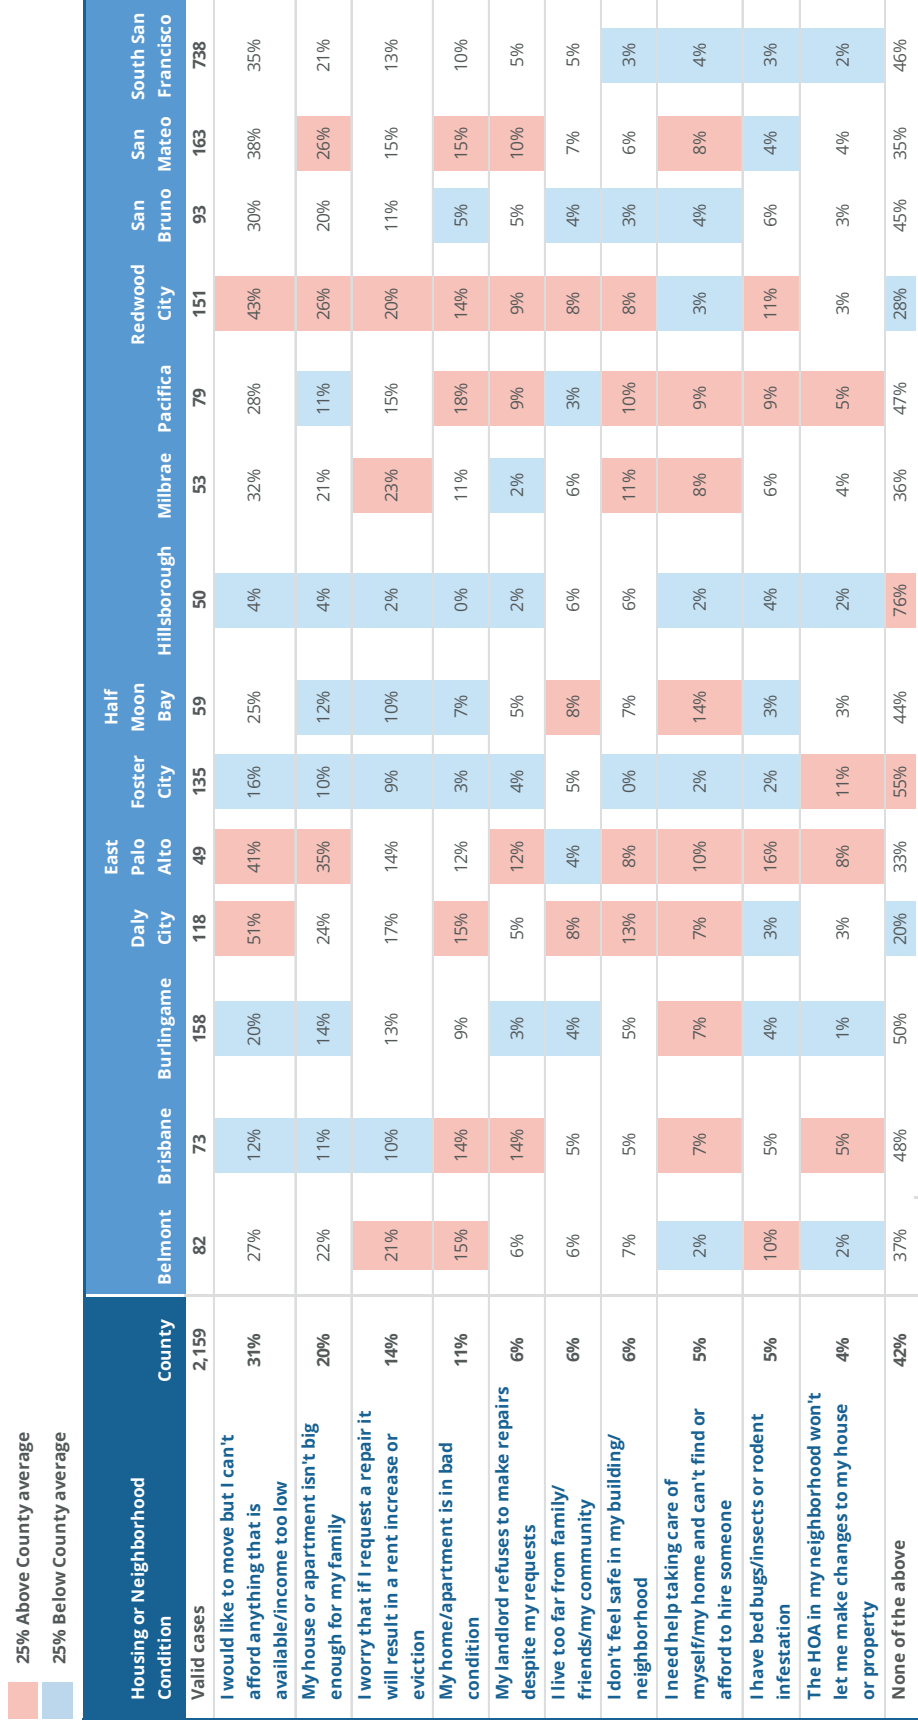 25% Above County average
25% Below County average
Housing or Neighborhood
Condition
County
Belmont
Brisbane
Burlingame
Daly
City
East
Palo
Alto
Foster
City
Half
Moon
Bay
Hillsborough
Milbrae
Pacifica
Redwood
City
San
Bruno
San
Mateo
South San
Francisco
Valid cases 2,159 82 73 158 118 49 135 59 50 53 79 151 93 163 738
I would like to move but I can't
afford anything that is
available/income too low
31% 27% 12% 20% 51% 41% 16% 25% 4% 32% 28% 43% 30% 38% 35%
My house or apartment isn't big
enough for my family
20% 22% 11% 14% 24% 35% 10% 12% 4% 21% 11% 26% 20% 26% 21%
I worry that if I request a repair it
will result in a rent increase or
eviction
14% 21% 10% 13% 17% 14% 9% 10% 2% 23% 15% 20% 11% 15% 13%
My home/apartment is in bad
condition
11% 15% 14% 9% 15% 12% 3% 7% 0% 11% 18% 14% 5% 15% 10%
My landlord refuses to make repairs
despite my requests
6% 6% 14% 3% 5% 12% 4% 5% 2% 2% 9% 9% 5% 10% 5%
I live too far from family/
friends/my community
6% 6% 5% 4% 8% 4% 5% 8% 6% 6% 3% 8% 4% 7% 5%
I don't feel safe in my building/
neighborhood
6% 7% 5% 5% 13% 8% 0% 7% 6% 11% 10% 8% 3% 6% 3%
I need help taking care of
myself/my home and can't find or
afford to hire someone
5% 2% 7% 7% 7% 10% 2% 14% 2% 8% 9% 3% 4% 8% 4%
I have bed bugs/insects or rodent
infestation
5% 10% 5% 4% 3% 16% 2% 3% 4% 6% 9% 11% 6% 4% 3%
The HOA in my neighborhood won't
let me make changes to my house
or property
4% 2% 5% 1% 3% 8% 11% 3% 2% 4% 5% 3% 3% 4% 2%
None of the above 42% 37% 48% 50% 20% 33% 55% 44% 76% 36% 47% 28% 45% 35% 46%